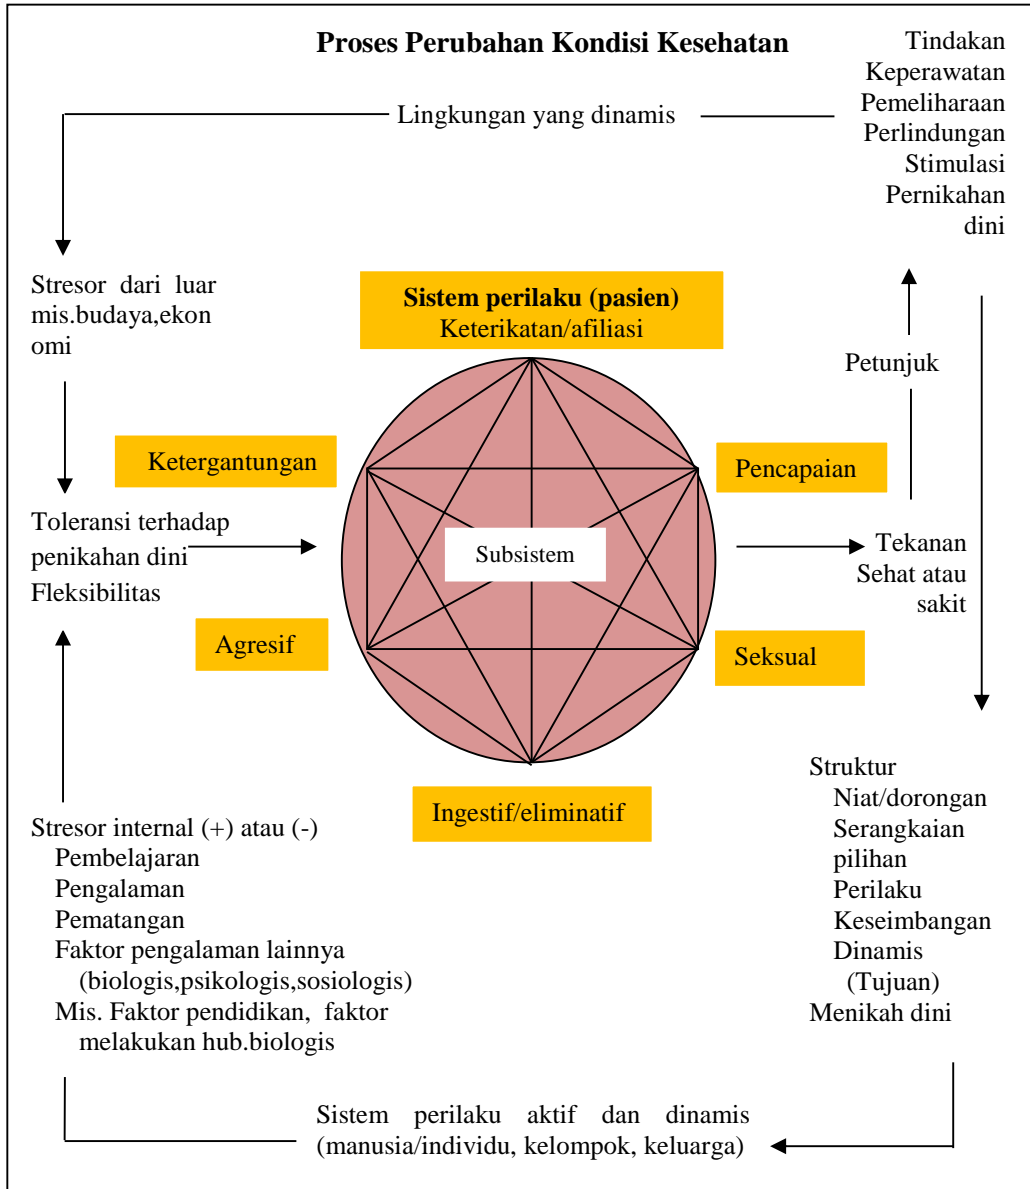 Proses Perubahan Kondisi Kesehatan
Tindakan
Keperawatan
Pemeliharaan
Perlindungan
Stimulasi
Pernikahan
dini
Lingkungan yang dinamis
Stresor dari luar
mis.budaya,ekon
omi
Sistem perilaku (pasien)
Keterikatan/afiliasi
Petunjuk
Ketergantungan
Pencapaian
Toleransi terhadap
penikahan dini
Fleksibilitas
Subsistem
Tekanan
Sehat atau
sakit
Agresif
Seksual
Ingestif/eliminatif
Stresor internal (+) atau (-)
Pembelajaran
Pengalaman
Pematangan
Faktor pengalaman lainnya
(biologis,psikologis,sosiologis)
Mis. Faktor pendidikan, faktor
melakukan hub.biologis
Struktur
Niat/dorongan
Serangkaian
pilihan
Perilaku
Keseimbangan
Dinamis
(Tujuan)
Menikah dini
Sistem perilaku aktif dan dinamis
(manusia/individu, kelompok, keluarga)